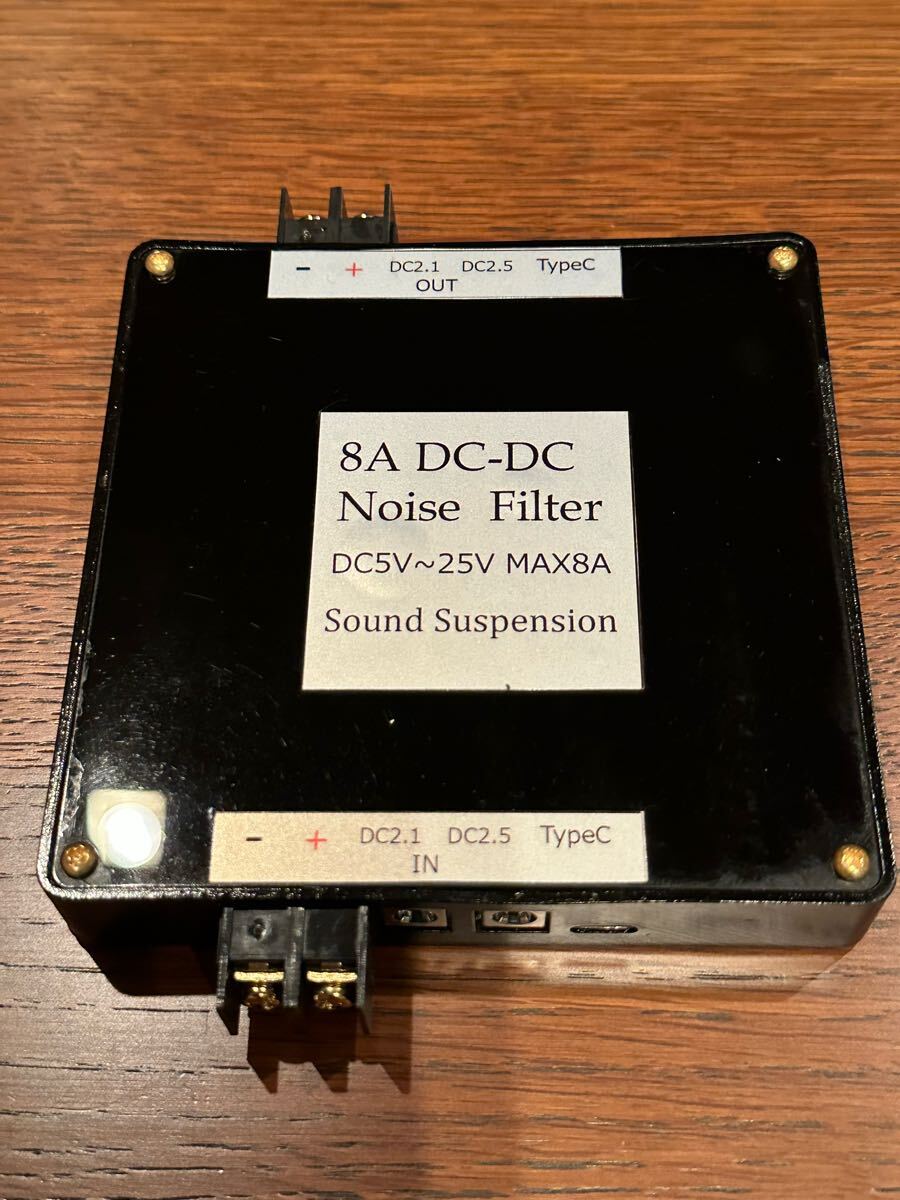 − + DC2.1 DC2.5 TypeC
OUT
8A DC-DC
Noise Filter
DC5V~25V MAX8A
Sound Suspension
− + DC2.1 DC2.5 TypeC
IN